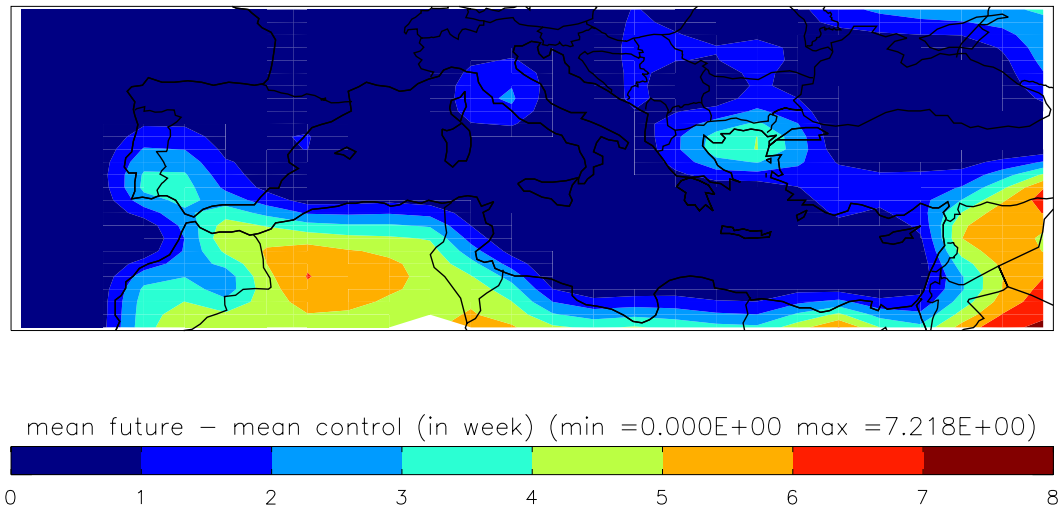 mean future – mean control (in week) (min =0.000E+00 max =7.218E+00)
0 1 2 3 4 5 6 7 8